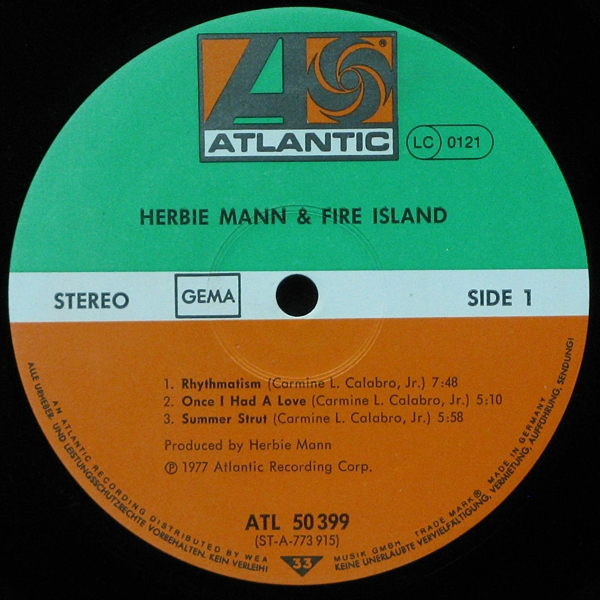 ATLANTIC ®
LC 0121
HERBIE MANN & FIRE ISLAND
STEREO GEMA SIDE 1
1. Rhythmatism (Carmine L. Calabro, Jr.) 7:48
2. Once I Had A Love (Carmine L. Calabro, Jr.) 5:10
3. Summer Strut (Carmine L. Calabro, Jr.) 5:58
Produced by Herbie Mann
℗ 1977 Atlantic Recording Corp.
ATL 50 399
(ST-A-773 915)
33
AN ATLANTIC RECORDING DISTRIBUTED BY WEA MUSIK GMBH TRADE MARK ® MADE IN GERMANY
ALLE URHEBER- UND LEISTUNGSSCHUTZRECHTE VORBEHALTEN. KEIN VERLEIH! KEINE UNERLAUBTE VERVIELFÄLTIGUNG, VERMIETUNG, AUFFÜHRUNG, SENDUNG!